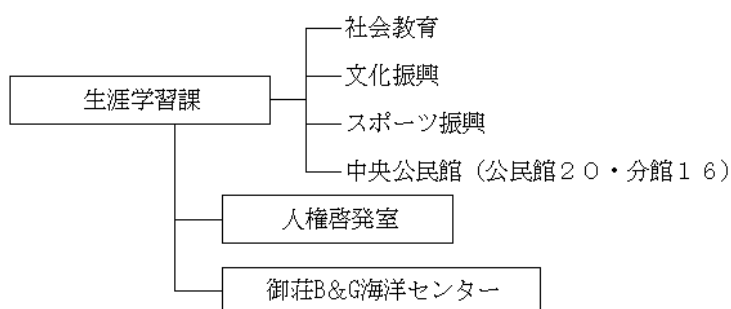 社会教育
文化振興
生涯学習課
スポーツ振興
中央公民館（公民館２０・分館１６）
人権啓発室
御荘B＆G海洋センター